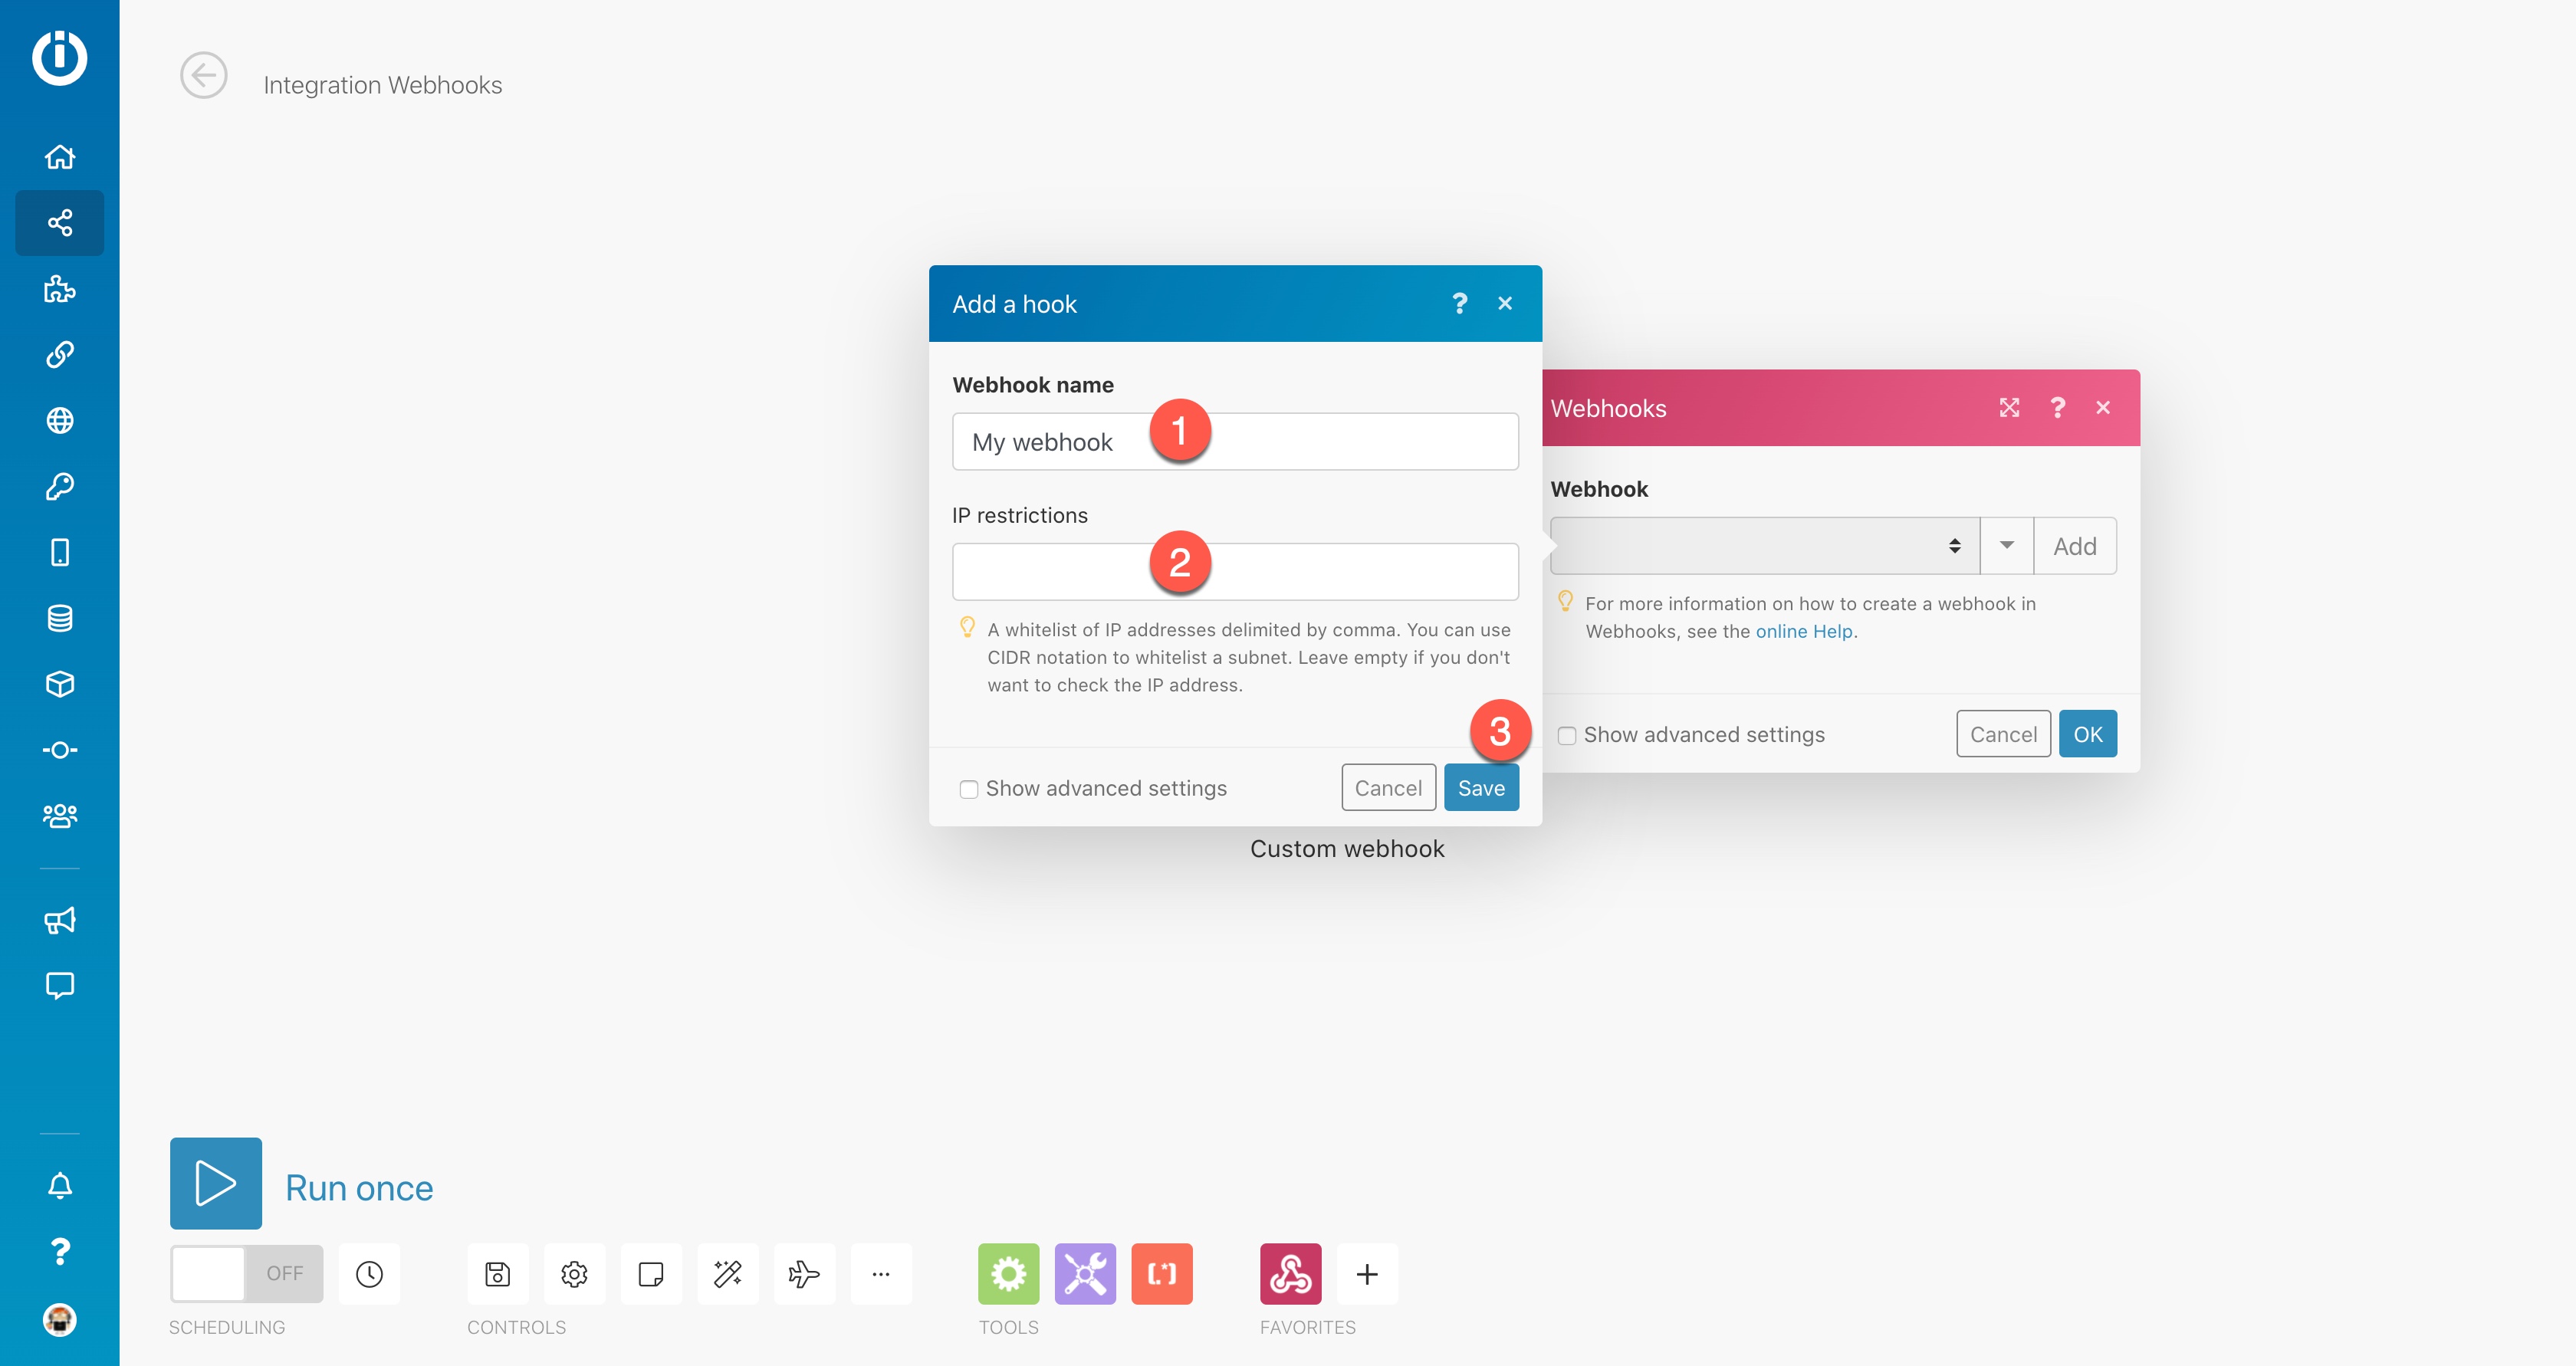 Integration Webhooks
Add a hook
Webhook name
My webhook
1
IP restrictions
2
A whitelist of IP addresses delimited by comma. You can use
CIDR notation to whitelist a subnet. Leave empty if you don't
want to check the IP address.
3
Show advanced settings
Cancel
Save
Webhooks
Webhook
Add
For more information on how to create a webhook in
Webhooks, see the online Help.
Show advanced settings
Cancel
OK
Custom webhook
Run once
OFF
SCHEDULING
CONTROLS
TOOLS
FAVORITES